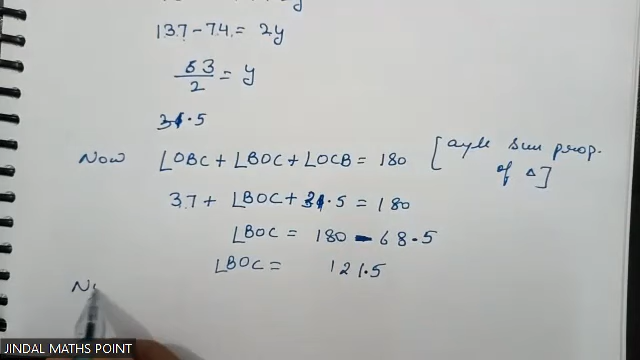 137-74 = 2y
63/2 = y
31.5
Now ∠OBC + ∠BOC + ∠OCB = 180 [angle sum prop. of Δ]
37 + ∠BOC + 31.5 = 180
∠BOC = 180 - 68.5
∠BOC = 121.5
JINDAL MATHS POINT